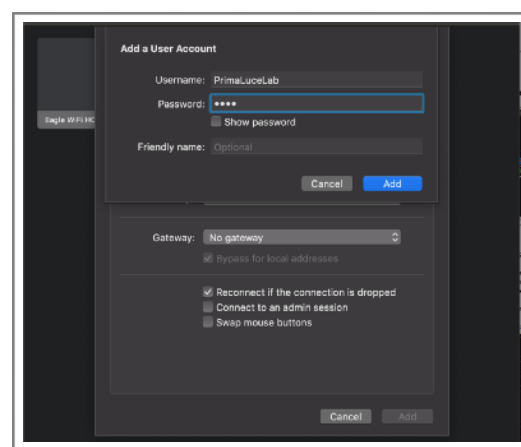 Add a User Account
Username: PrimaLuceLab
Password: ••••
Show password
Friendly name: Optional
Cancel Add
Eagle WiFi HO
Gateway: No gateway
Bypass for local addresses
Reconnect if the connection is dropped
Connect to an admin session
Swap mouse buttons
Cancel Add